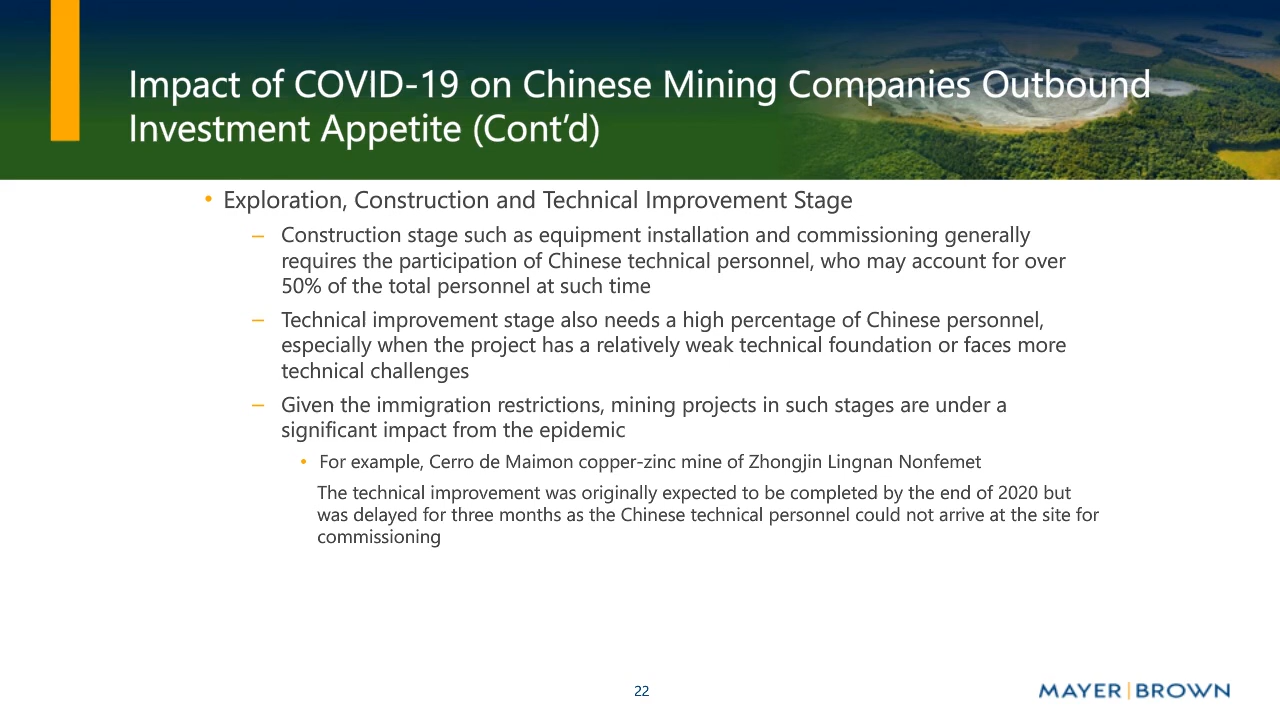 Impact of COVID-19 on Chinese Mining Companies Outbound
Investment Appetite (Cont’d)
• Exploration, Construction and Technical Improvement Stage
– Construction stage such as equipment installation and commissioning generally
requires the participation of Chinese technical personnel, who may account for over
50% of the total personnel at such time
– Technical improvement stage also needs a high percentage of Chinese personnel,
especially when the project has a relatively weak technical foundation or faces more
technical challenges
– Given the immigration restrictions, mining projects in such stages are under a
significant impact from the epidemic
• For example, Cerro de Maimon copper-zinc mine of Zhongjin Lingnan Nonfemet
The technical improvement was originally expected to be completed by the end of 2020 but
was delayed for three months as the Chinese technical personnel could not arrive at the site for
commissioning
22
MAYER | BROWN